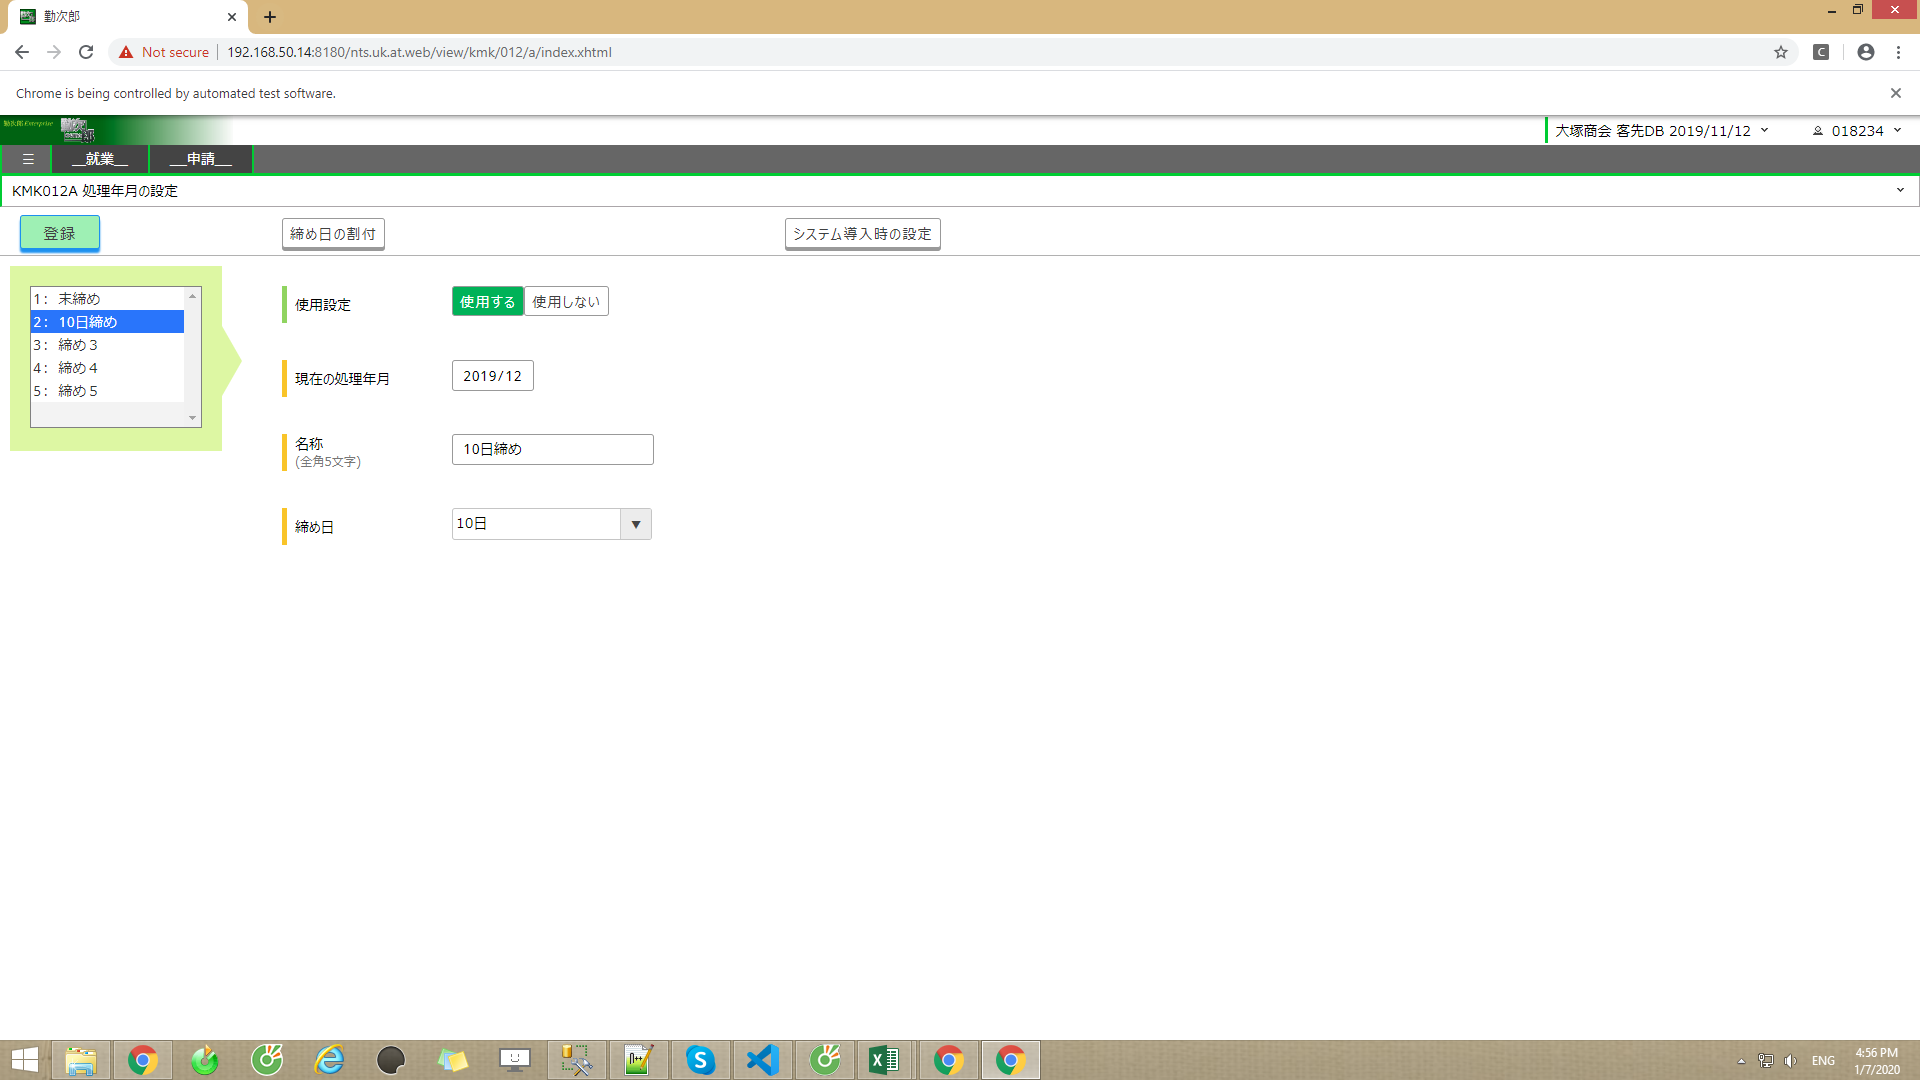 勤次郎
Not secure
192.168.50.14:8180/nts.uk.at.web/view/kmk/012/a/index.xhtml
C
Chrome is being controlled by automated test software.
勤次郎 Enterprise
大塚商会 客先DB 2019/11/12
018234
__就業__
__申請__
KMK012A 処理年月の設定
登録
締め日の割付
システム導入時の設定
1： 末締め
2： 10日締め
3： 締め３
4： 締め４
5： 締め５
使用設定
使用する
使用しない
現在の処理年月
2019/12
名称
(全角5文字)
10日締め
締め日
10日
ENG
4:56 PM
1/7/2020